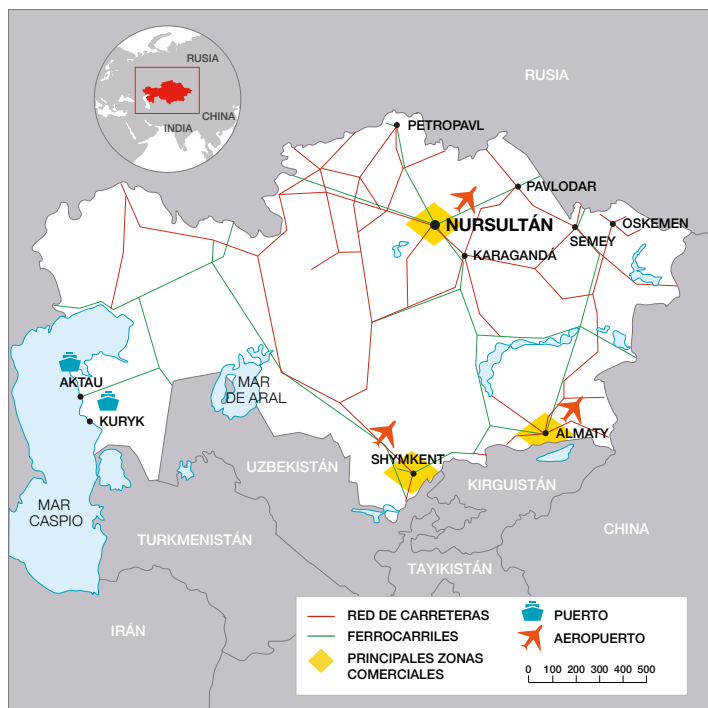 RUSIA
CHINA
INDIA
RUSIA
PETROPAVL
PAVLODAR
NURSULTÁN
SEMEY
OSKEMEN
KARAGANDÁ
AKTAU
KURYK
MAR
DE ARAL
SHYMKENT
ALMATY
UZBEKISTÁN
KIRGUISTÁN
MAR
CASPIO
TURKMENISTÁN
CHINA
TAYIKISTÁN
IRÁN
RED DE CARRETERAS
FERROCARRILES
PRINCIPALES ZONAS
COMERCIALES
PUERTO
AEROPUERTO
0 100 200 300 400 500